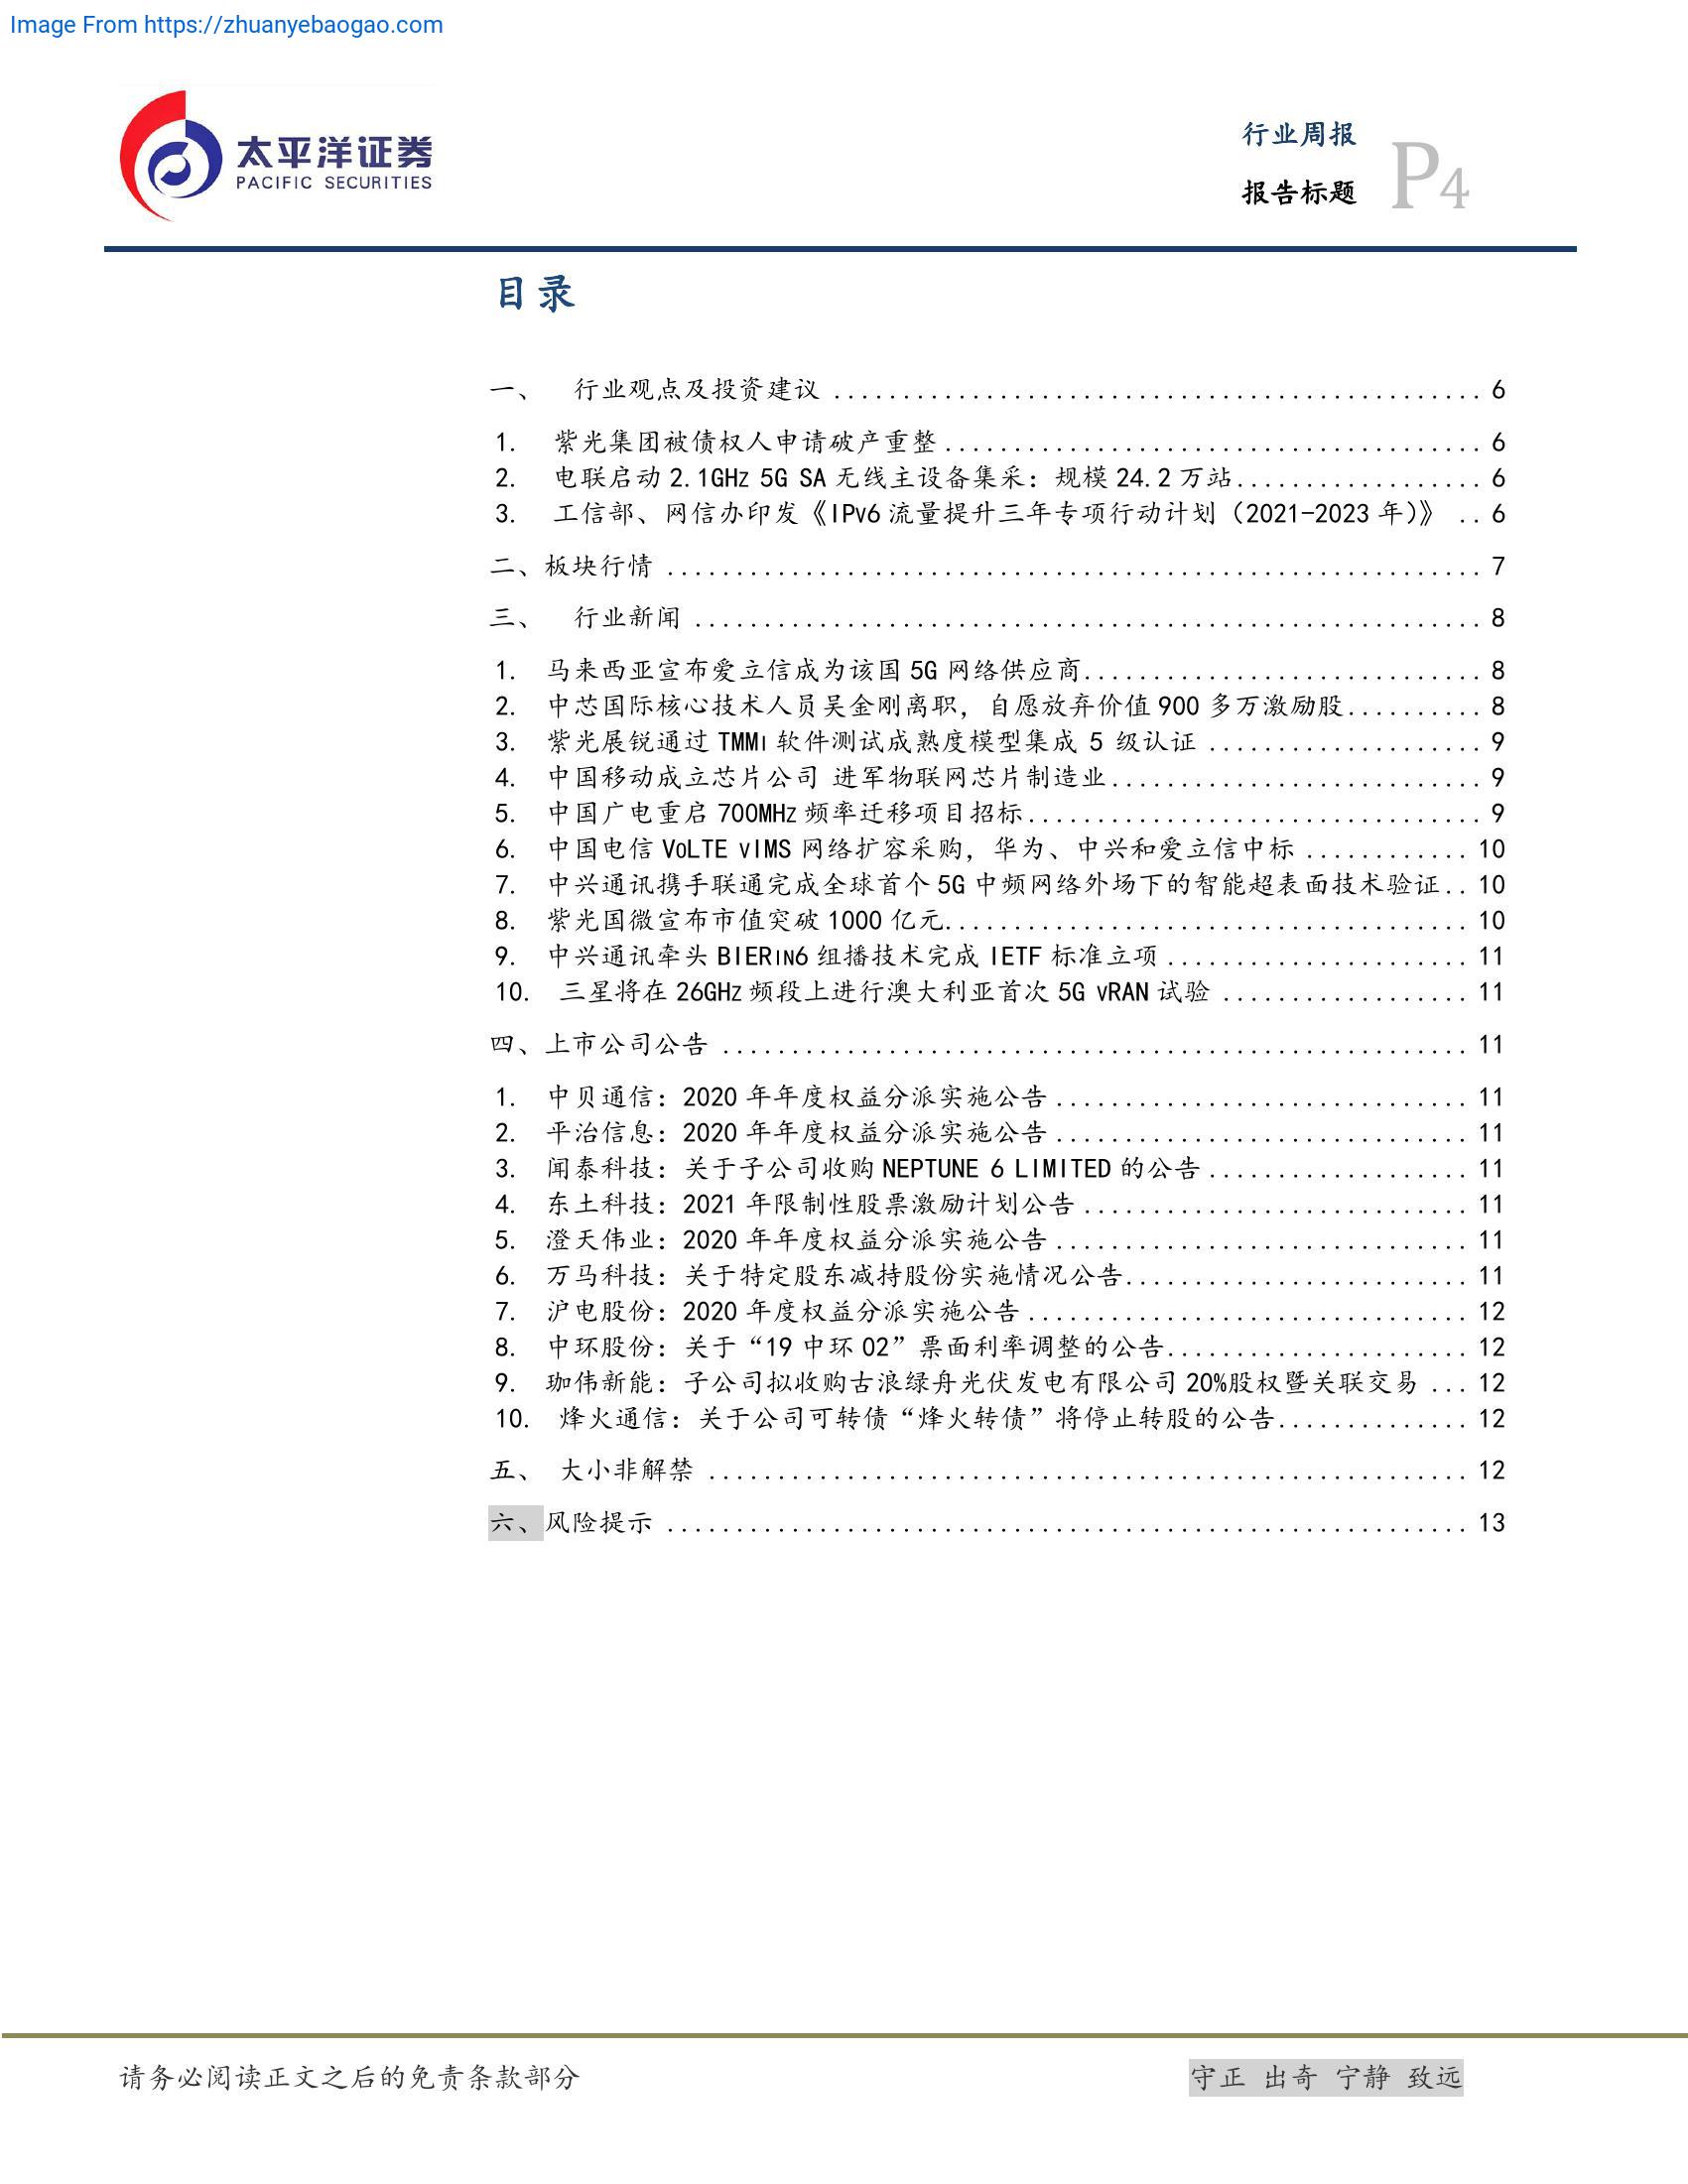 Image From https://zhuanyebaogao.com
太平洋证券
PACIFIC SECURITIES
行业周报
报告标题
P4
目录
一、 行业观点及投资建议 ............................................... 6
1. 紫光集团被债权人申请破产重整....................................... 6
2. 电联启动 2.1GHz 5G SA 无线主设备集采：规模 24.2 万站.................. 6
3. 工信部、网信办印发《IPv6 流量提升三年专项行动计划（2021-2023 年）》 .. 6
二、板块行情 ........................................................... 7
三、 行业新闻 ......................................................... 8
1. 马来西亚宣布爱立信成为该国 5G 网络供应商............................. 8
2. 中芯国际核心技术人员吴金刚离职，自愿放弃价值 900 多万激励股.......... 8
3. 紫光展锐通过 TMMi 软件测试成熟度模型集成 5 级认证 .................... 9
4. 中国移动成立芯片公司 进军物联网芯片制造业........................... 9
5. 中国广电重启 700MHz 频率迁移项目招标................................. 9
6. 中国电信 VoLTE vIMS 网络扩容采购，华为、中兴和爱立信中标 ............ 10
7. 中兴通讯携手联通完成全球首个 5G 中频网络外场下的智能超表面技术验证.. 10
8. 紫光国微宣布市值突破 1000 亿元...................................... 10
9. 中兴通讯牵头 BIERin6 组播技术完成 IETF 标准立项 ...................... 11
10. 三星将在 26GHz 频段上进行澳大利亚首次 5G vRAN 试验 .................. 11
四、上市公司公告 ...................................................... 11
1. 中贝通信：2020 年年度权益分派实施公告 .............................. 11
2. 平治信息：2020 年年度权益分派实施公告 .............................. 11
3. 闻泰科技：关于子公司收购 NEPTUNE 6 LIMITED 的公告 ................... 11
4. 东土科技：2021 年限制性股票激励计划公告 ............................ 11
5. 澄天伟业：2020 年年度权益分派实施公告 .............................. 11
6. 万马科技：关于特定股东减持股份实施情况公告......................... 11
7. 沪电股份：2020 年度权益分派实施公告 ................................ 12
8. 中环股份：关于“19 中环 02”票面利率调整的公告...................... 12
9. 珈伟新能：子公司拟收购古浪绿舟光伏发电有限公司 20%股权暨关联交易 ... 12
10. 烽火通信：关于公司可转债“烽火转债”将停止转股的公告.............. 12
五、 大小非解禁 ....................................................... 12
六、风险提示 .......................................................... 13
请务必阅读正文之后的免责条款部分
守正 出奇 宁静 致远